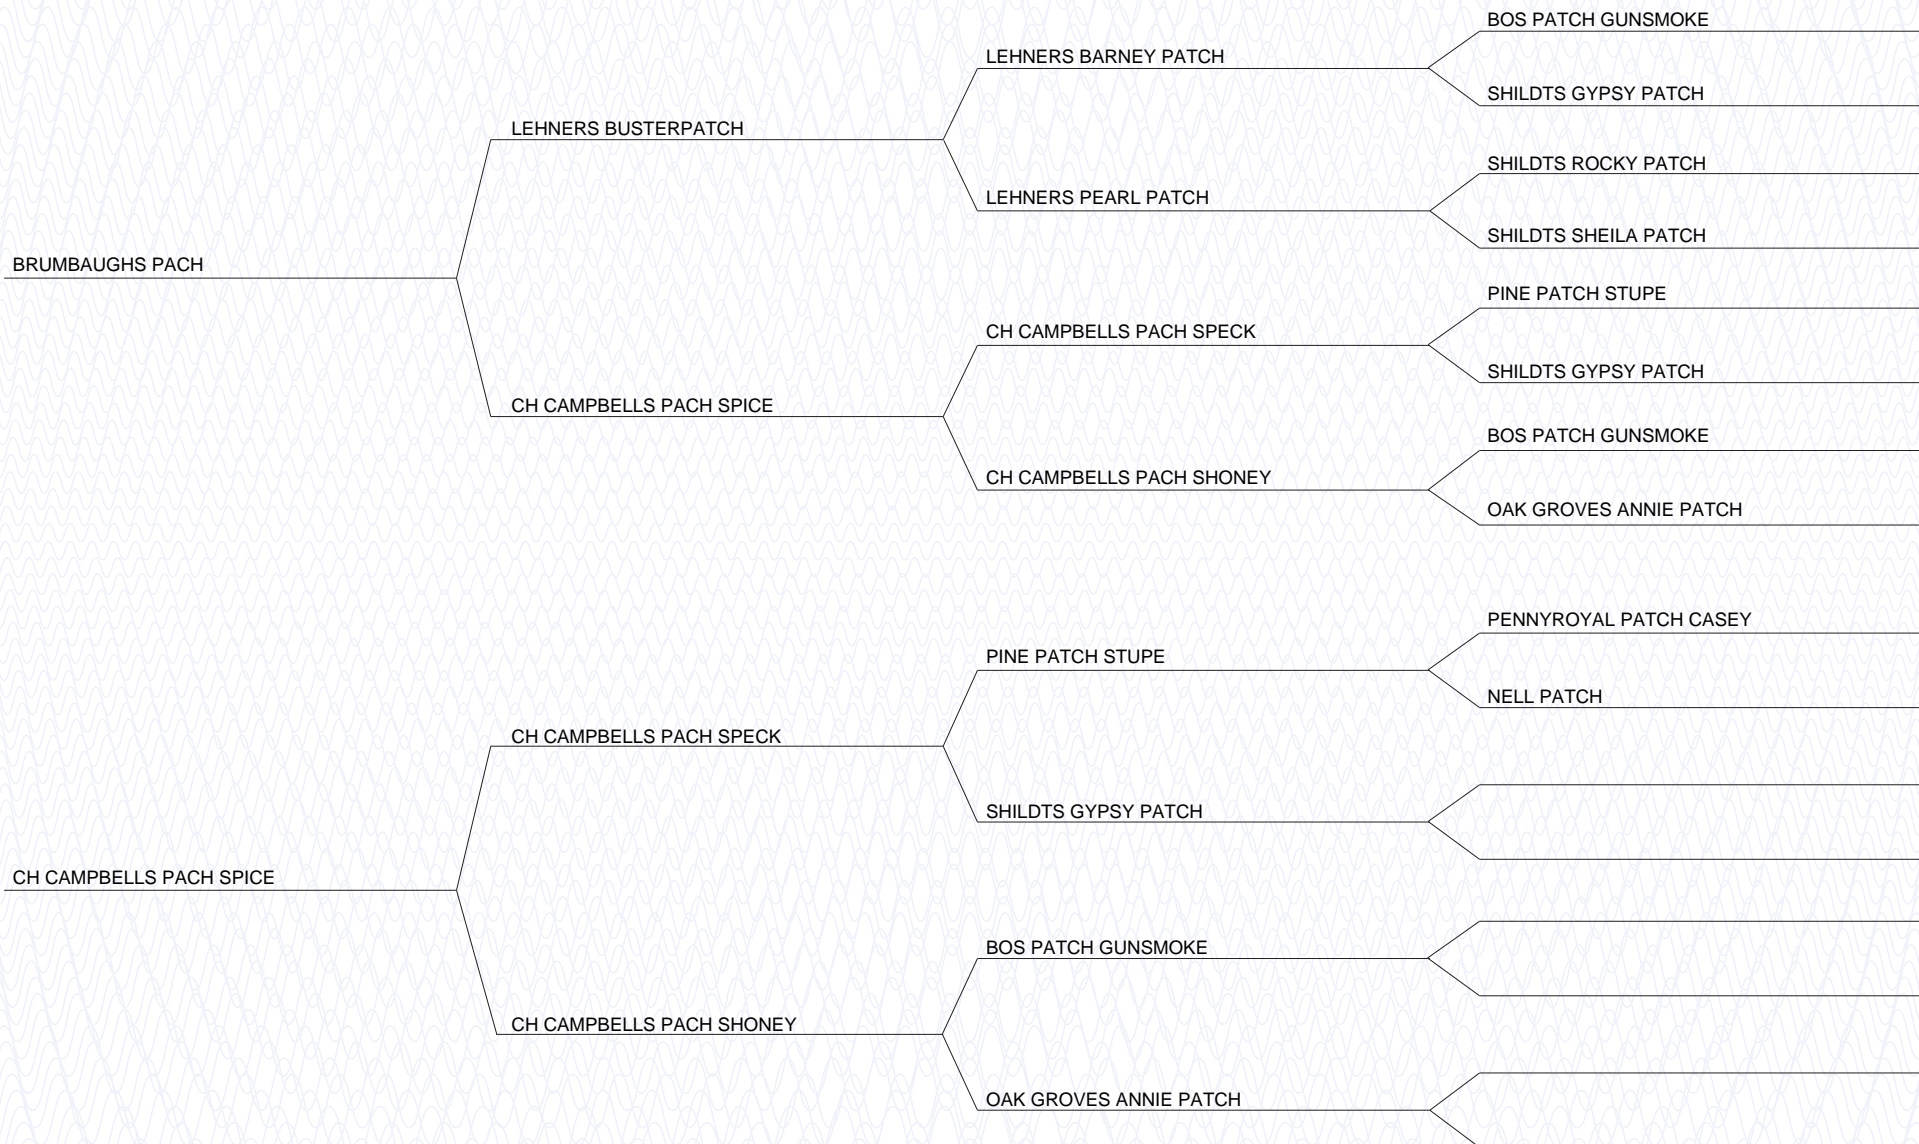 BOS PATCH GUNSMOKE
LEHNERS BARNEY PATCH
SHILDTS GYPSY PATCH
LEHNERS BUSTERPATCH
SHILDTS ROCKY PATCH
LEHNERS PEARL PATCH
SHILDTS SHEILA PATCH
BRUMBAUGHS PACH
PINE PATCH STUPE
CH CAMPBELLS PACH SPECK
SHILDTS GYPSY PATCH
CH CAMPBELLS PACH SPICE
BOS PATCH GUNSMOKE
CH CAMPBELLS PACH SHONEY
OAK GROVES ANNIE PATCH
PENNYROYAL PATCH CASEY
PINE PATCH STUPE
NELL PATCH
CH CAMPBELLS PACH SPECK
SHILDTS GYPSY PATCH
CH CAMPBELLS PACH SPICE
BOS PATCH GUNSMOKE
CH CAMPBELLS PACH SHONEY
OAK GROVES ANNIE PATCH